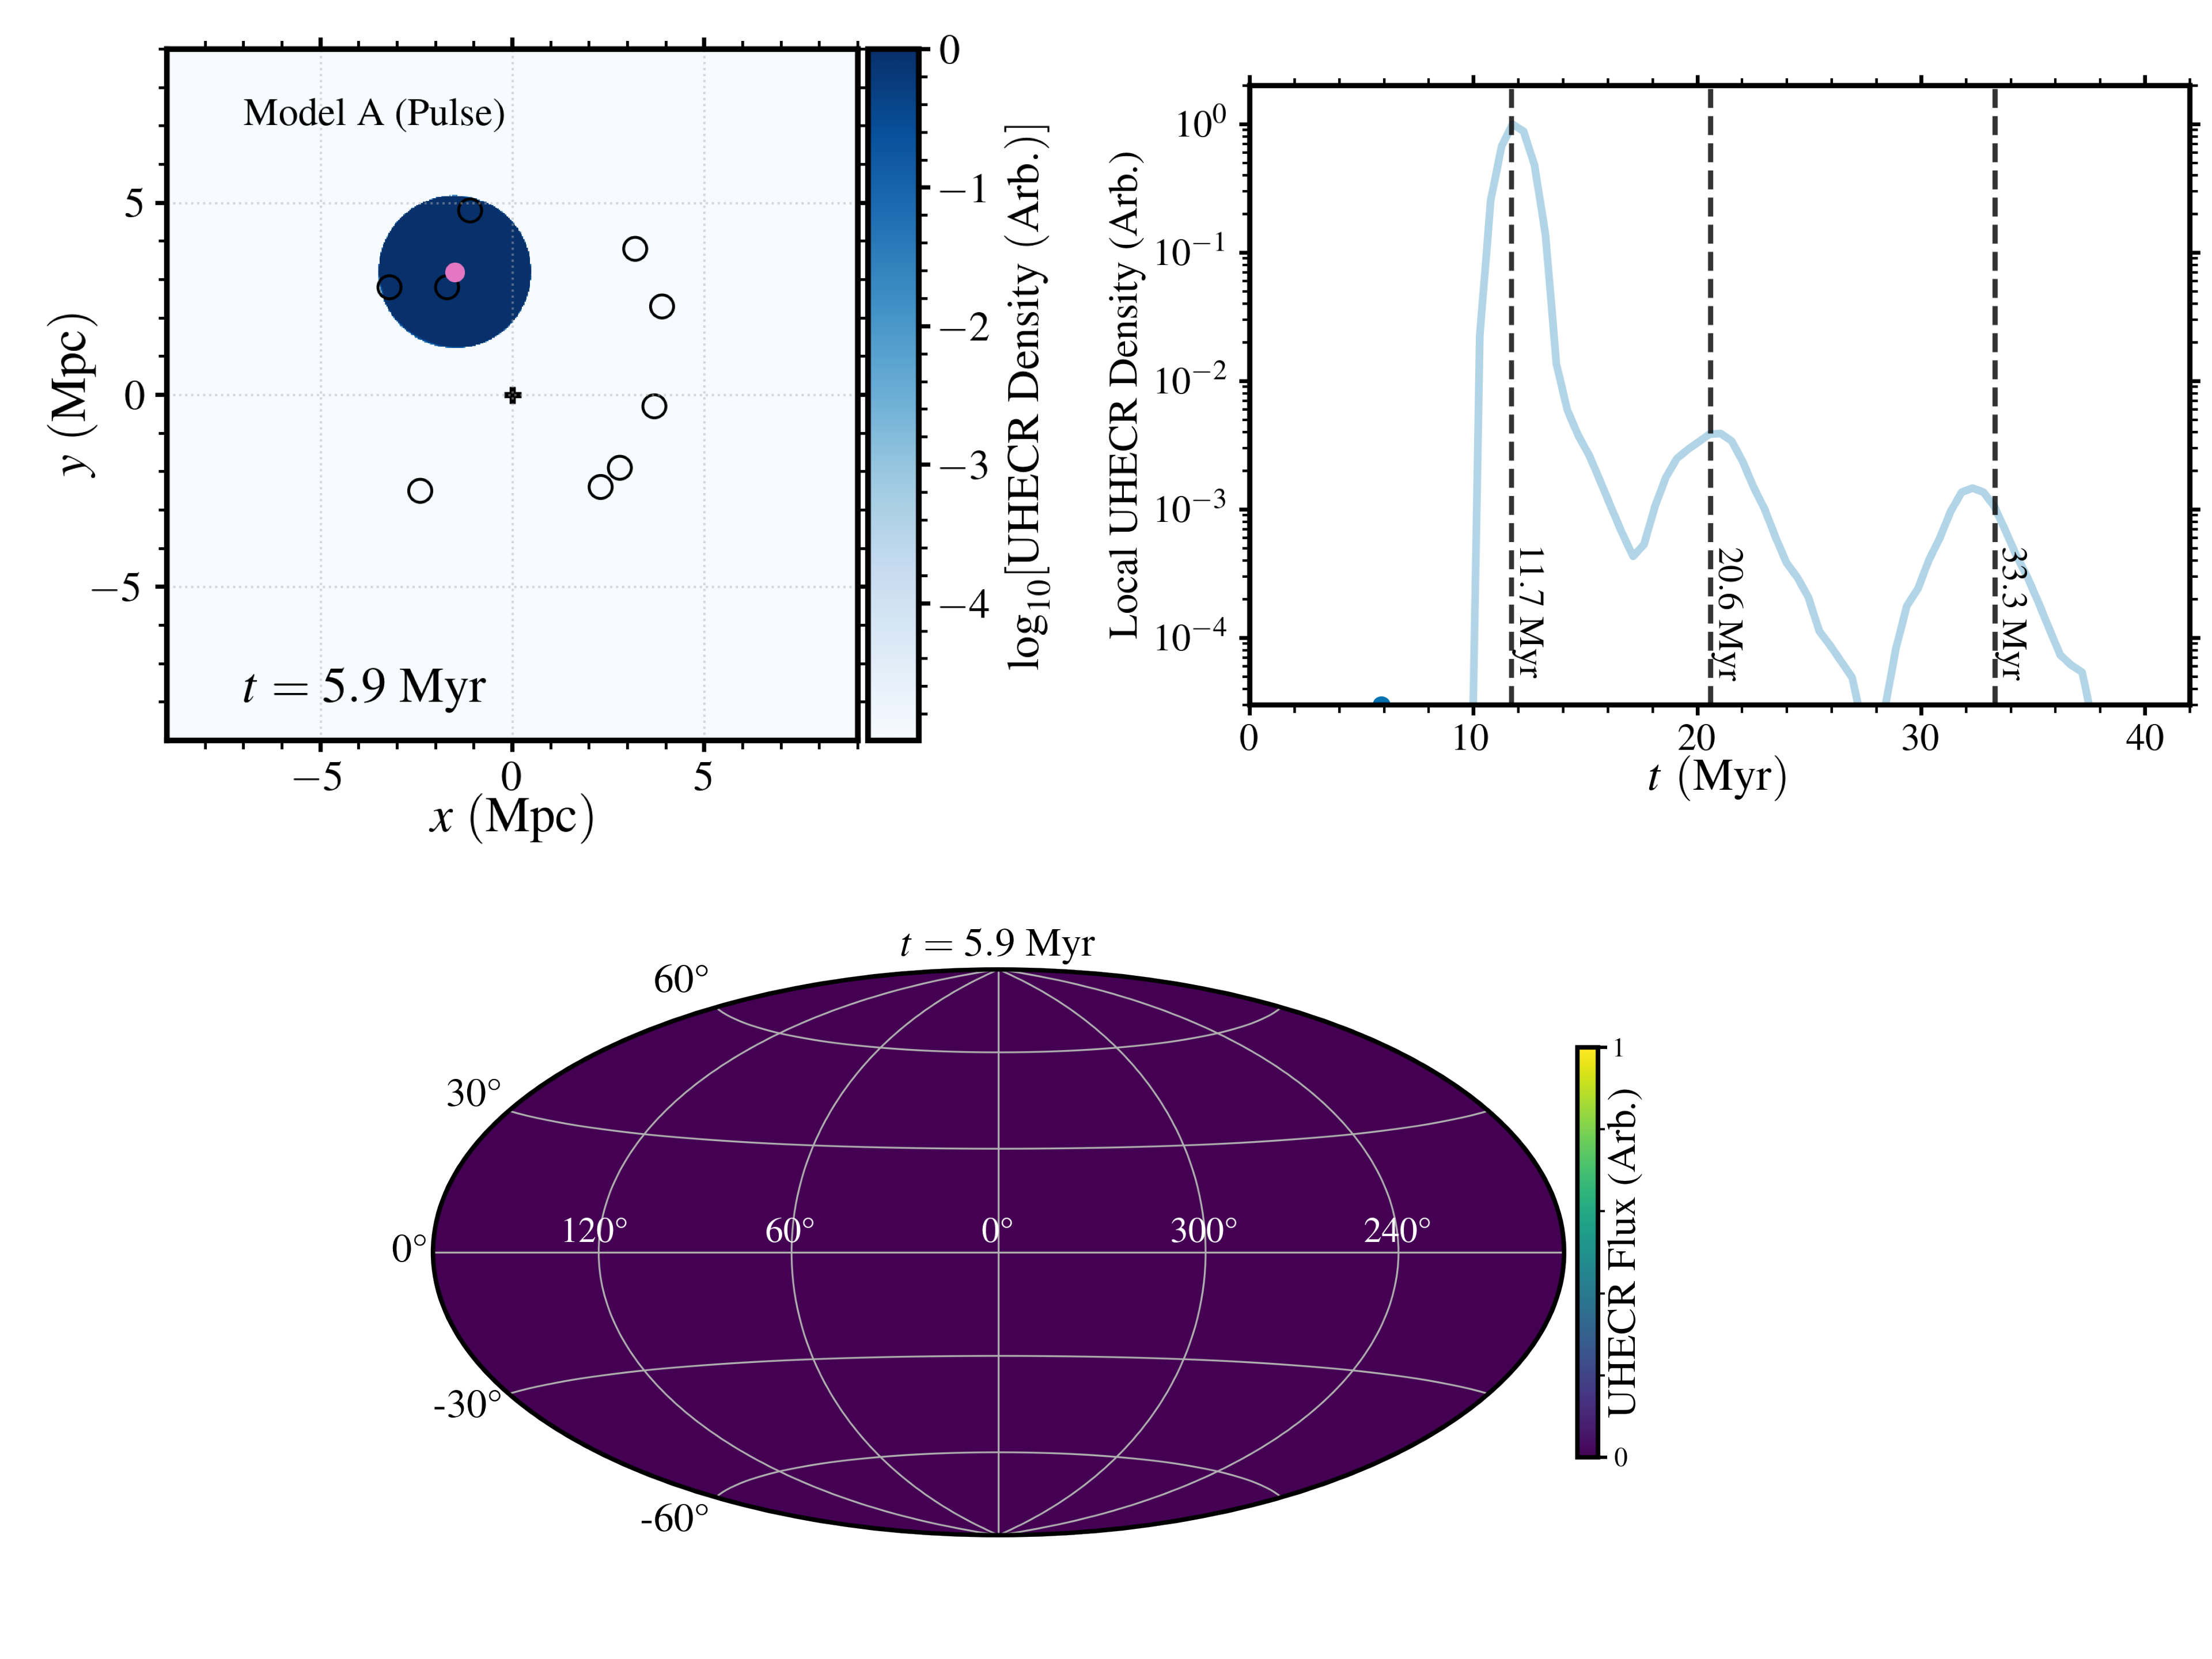 Model A (Pulse)
t = 5.9 Myr
5
0
−5
y (Mpc)
−5
0
5
x (Mpc)
0
−1
−2
−3
−4
log₁₀[UHECR Density (Arb.)]
10⁰
10⁻¹
10⁻²
10⁻³
10⁻⁴
Local UHECR Density (Arb.)
11.7 Myr
20.6 Myr
33.3 Myr
0
10
20
30
40
t (Myr)
t = 5.9 Myr
60°
30°
0°
-30°
-60°
120°
60°
0°
300°
240°
1
0
UHECR Flux (Arb.)